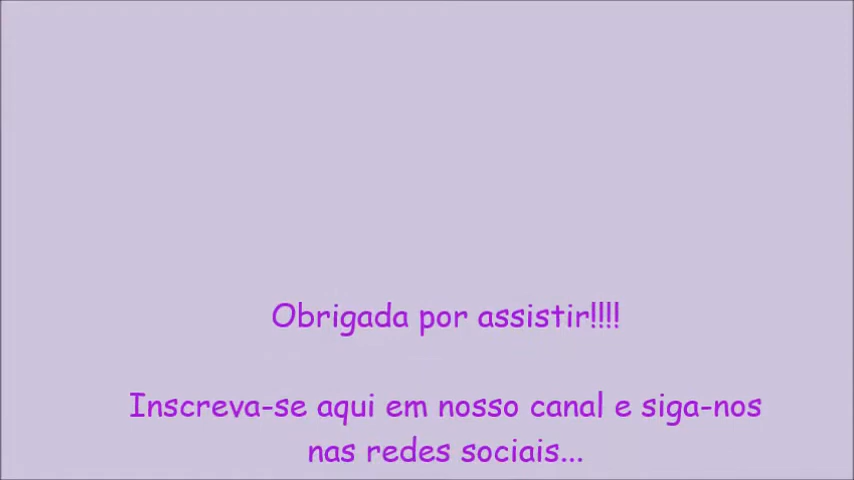 Obrigada por assistir!!!!
Inscreva-se aqui em nosso canal e siga-nos
nas redes sociais...